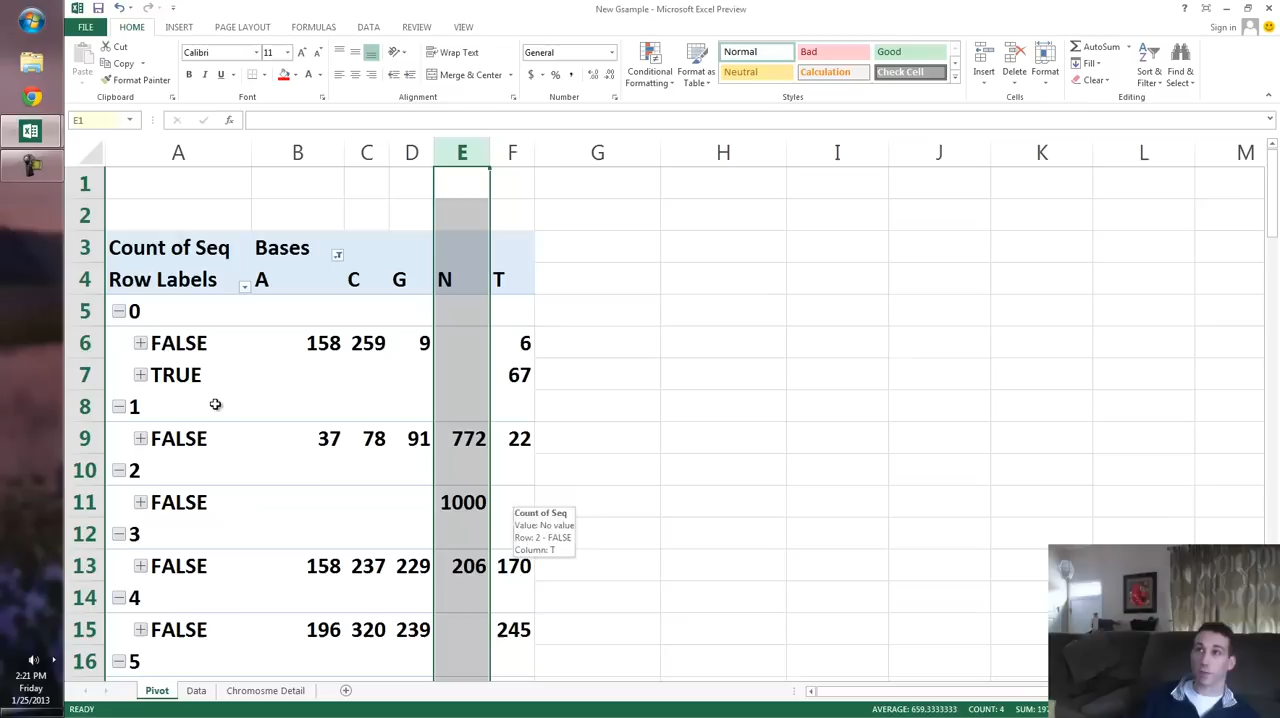 New Gsample - Microsoft Excel Preview
FILE HOME INSERT PAGE LAYOUT FORMULAS DATA REVIEW VIEW Sign in
Cut
Copy
Format Painter
Paste
Clipboard
Calibri 11
B I U
Font
Wrap Text
Merge & Center
Alignment
General
$ % ,
Number
Conditional Formatting
Format as Table
Normal Bad Good
Neutral Calculation Check Cell
Styles
Insert Delete Format
Cells
AutoSum
Fill
Clear
Sort & Filter
Find & Select
Editing
E1 fx
A B C D E F G H I J K L M
1
2
3 Count of Seq Bases
4 Row Labels A C G N T
5 0
6 FALSE 158 259 9 6
7 TRUE 67
8 1
9 FALSE 37 78 91 772 22
10 2
11 FALSE 1000
12 3
13 FALSE 158 237 229 206 170
14 4
15 FALSE 196 320 239 245
16 5
Count of Seq
Value: No value
Row: 2 - FALSE
Column: T
Pivot Data Chromosme Detail
READY AVERAGE: 659.3333333 COUNT: 4 SUM: 197
2:21 PM
Friday
1/25/2013